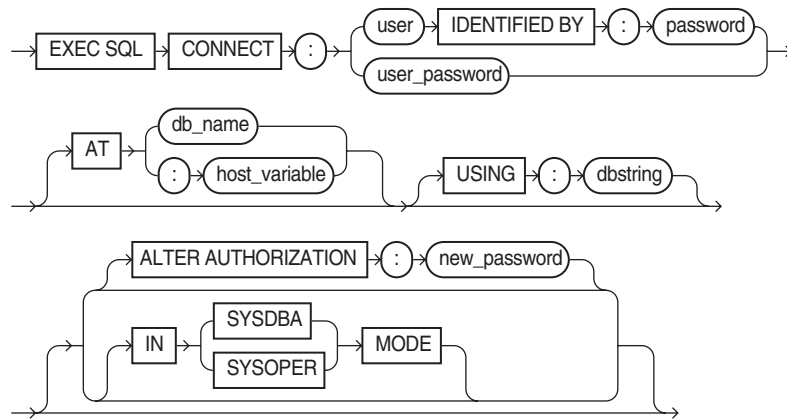 EXEC SQL CONNECT : user IDENTIFIED BY : password
user_password
AT db_name
: host_variable
USING : dbstring
ALTER AUTHORIZATION : new_password
IN SYSDBA MODE
SYSOPER